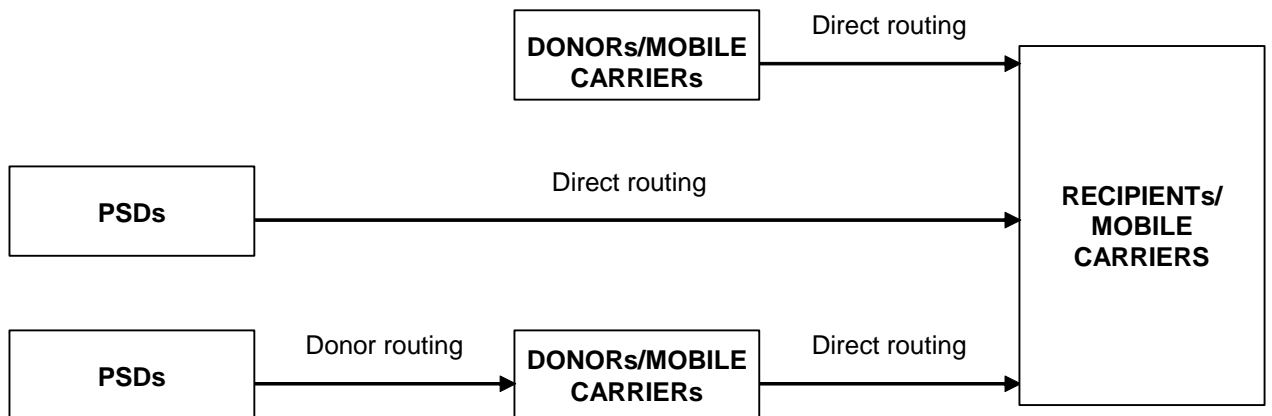 Direct routing
DONORs/MOBILE
CARRIERs
PSDs
Direct routing
RECIPIENTs/
MOBILE
CARRIERS
PSDs
Donor routing
DONORs/MOBILE
CARRIERs
Direct routing